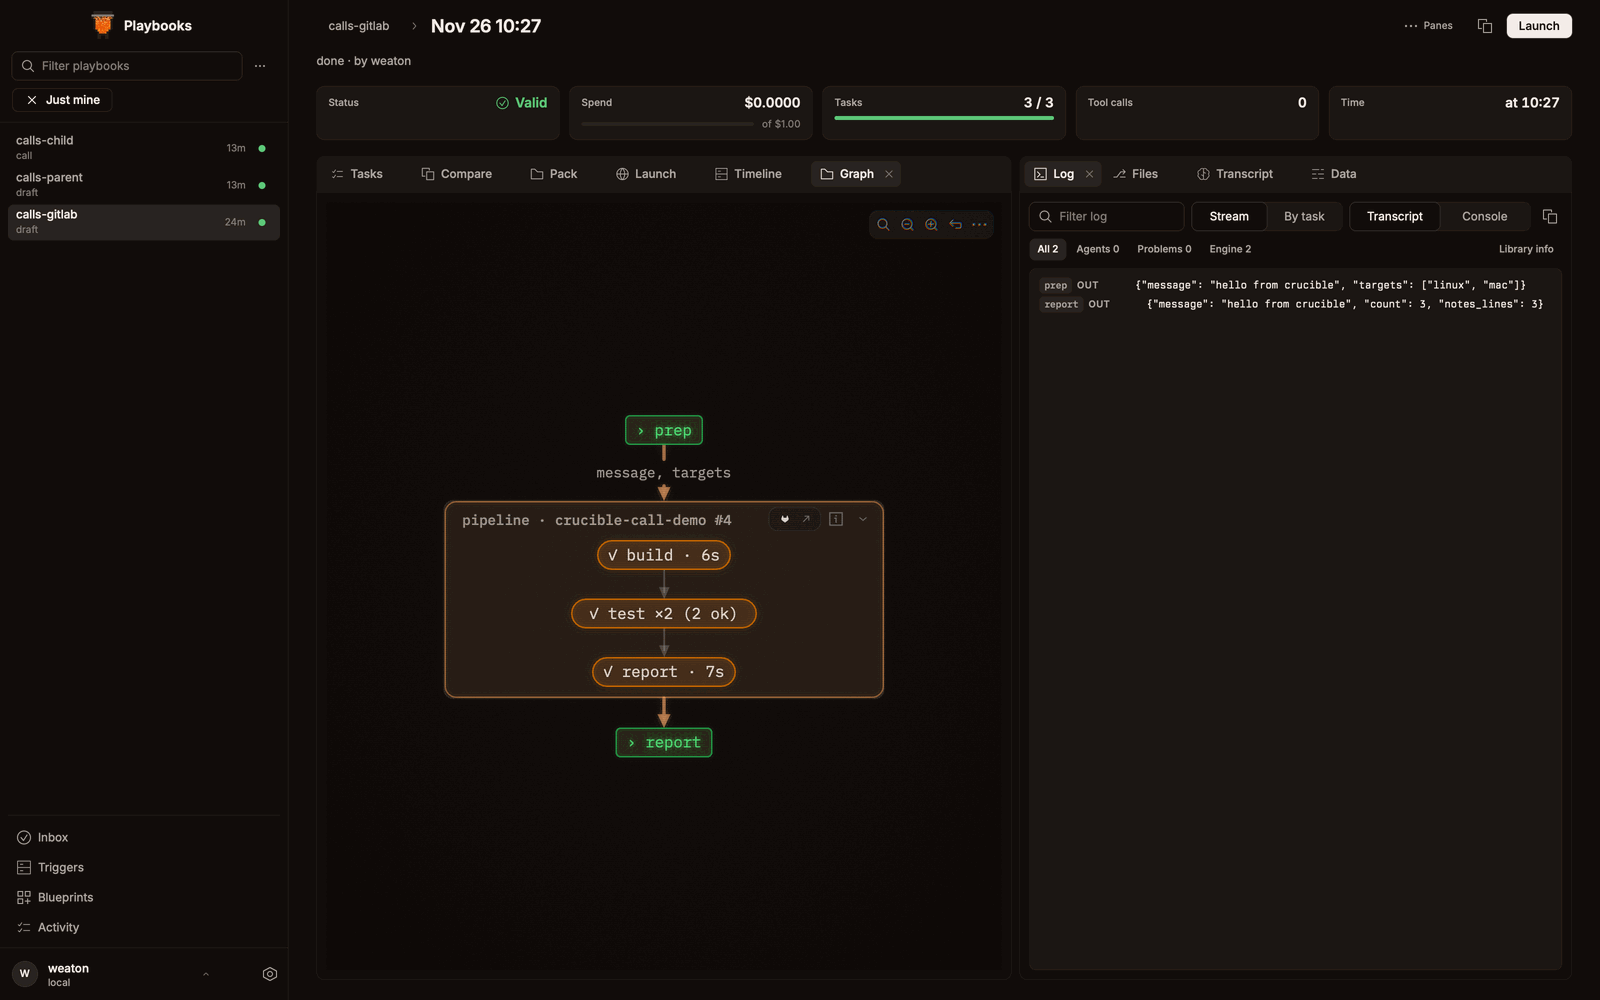 Playbooks
Filter playbooks
Just mine
calls-child
call
13m
calls-parent
draft
13m
calls-gitlab
draft
24m
Inbox
Triggers
Blueprints
Activity
W
weaton
local
calls-gitlab
Nov 26 10:27
Panes
Launch
done · by weaton
Status
Valid
Spend
$0.0000
of $1.00
Tasks
3 / 3
Tool calls
0
Time
at 10:27
Tasks
Compare
Pack
Launch
Timeline
Graph
› prep
message, targets
pipeline · crucible-call-demo #4
√ build · 6s
√ test ×2 (2 ok)
√ report · 7s
› report
Log
Files
Transcript
Data
Filter log
Stream
By task
Transcript
Console
All 2
Agents 0
Problems 0
Engine 2
Library info
prep OUT {"message": "hello from crucible", "targets": ["linux", "mac"]}
report OUT {"message": "hello from crucible", "count": 3, "notes_lines": 3}